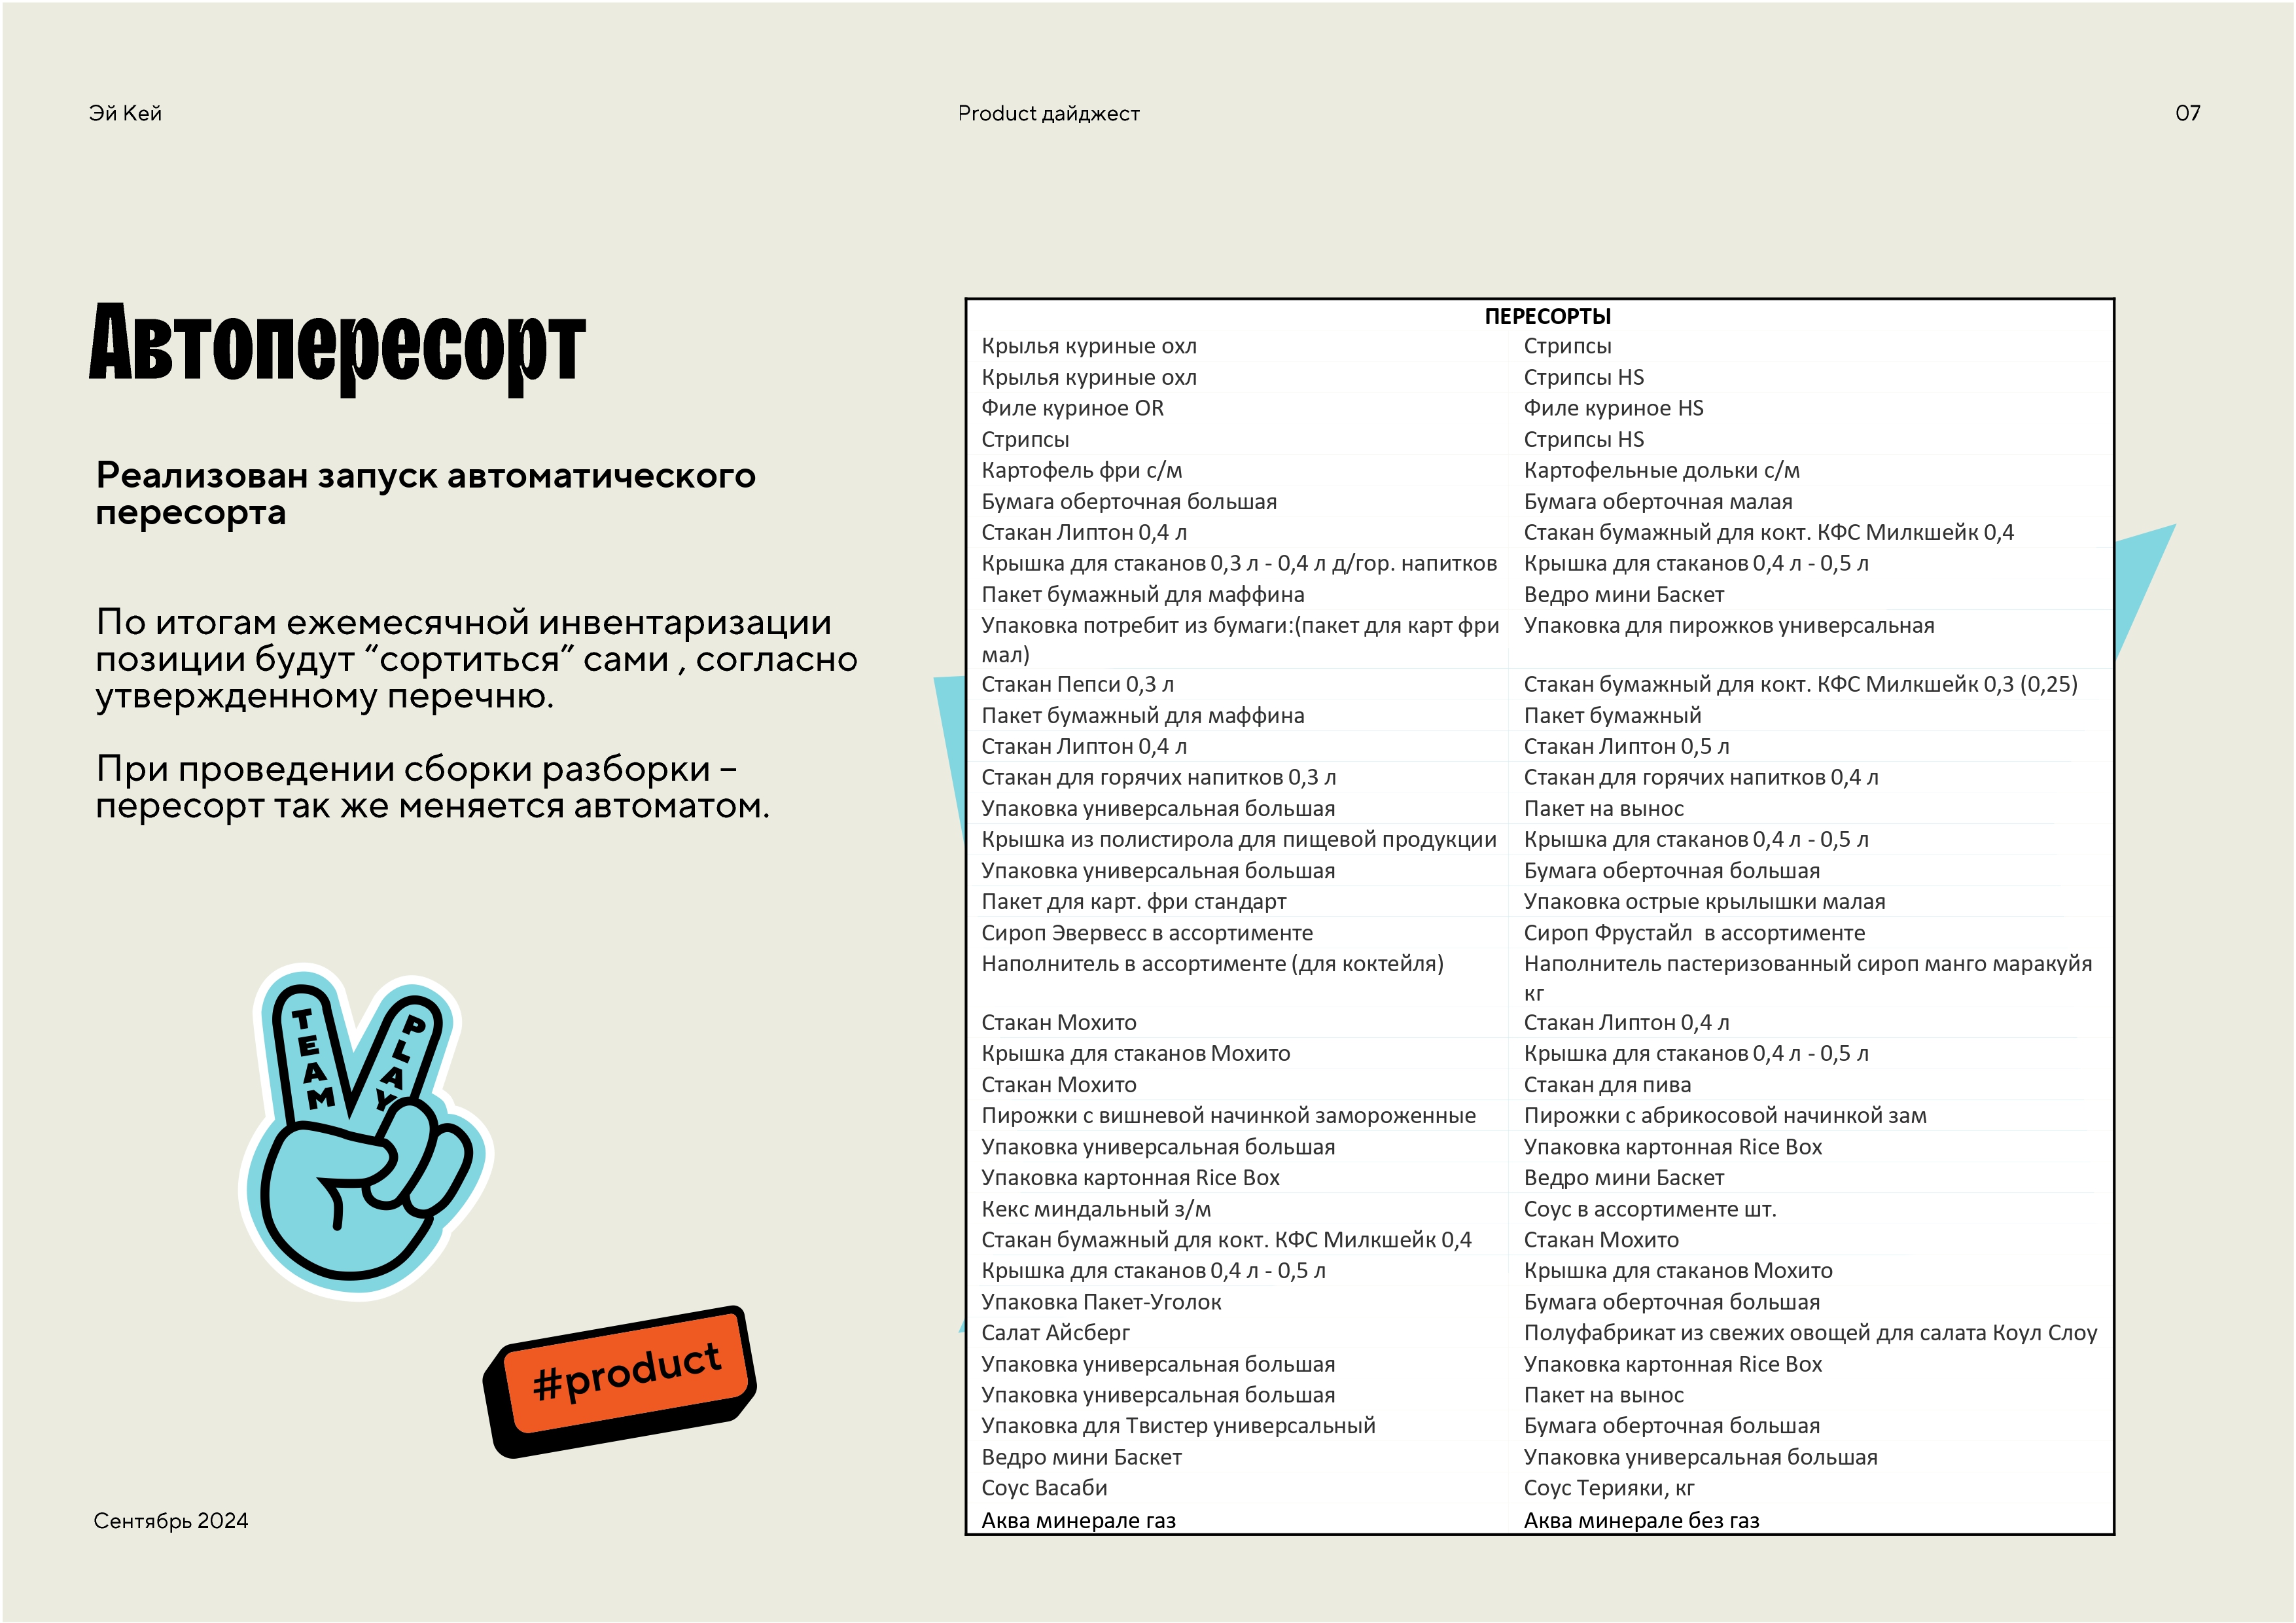 Эй Кей
Product дайджест
07
Автопересорт
Реализован запуск автоматического
пересорта
По итогам ежемесячной инвентаризации
позиции будут “сортиться” сами , согласно
утвержденному перечню.
При проведении сборки разборки –
пересорт так же меняется автоматом.
TEAM
PLAY
#product
Сентябрь 2024
ПЕРЕСОРТЫ
Крылья куриные охл Стрипсы
Крылья куриные охл Стрипсы HS
Филе куриное OR Филе куриное HS
Стрипсы Стрипсы HS
Картофель фри с/м Картофельные дольки с/м
Бумага оберточная большая Бумага оберточная малая
Стакан Липтон 0,4 л Стакан бумажный для кокт. КФС Милкшейк 0,4
Крышка для стаканов 0,3 л - 0,4 л д/гор. напитков Крышка для стаканов 0,4 л - 0,5 л
Пакет бумажный для маффина Ведро мини Баскет
Упаковка потребит из бумаги:(пакет для карт фри Упаковка для пирожков универсальная
мал)
Стакан Пепси 0,3 л Стакан бумажный для кокт. КФС Милкшейк 0,3 (0,25)
Пакет бумажный для маффина Пакет бумажный
Стакан Липтон 0,4 л Стакан Липтон 0,5 л
Стакан для горячих напитков 0,3 л Стакан для горячих напитков 0,4 л
Упаковка универсальная большая Пакет на вынос
Крышка из полистирола для пищевой продукции Крышка для стаканов 0,4 л - 0,5 л
Упаковка универсальная большая Бумага оберточная большая
Пакет для карт. фри стандарт Упаковка острые крылышки малая
Сироп Эвервесс в ассортименте Сироп Фрустайл в ассортименте
Наполнитель в ассортименте (для коктейля) Наполнитель пастеризованный сироп манго маракуйя
кг
Стакан Мохито Стакан Липтон 0,4 л
Крышка для стаканов Мохито Крышка для стаканов 0,4 л - 0,5 л
Стакан Мохито Стакан для пива
Пирожки с вишневой начинкой замороженные Пирожки с абрикосовой начинкой зам
Упаковка универсальная большая Упаковка картонная Rice Box
Упаковка картонная Rice Box Ведро мини Баскет
Кекс миндальный з/м Соус в ассортименте шт.
Стакан бумажный для кокт. КФС Милкшейк 0,4 Стакан Мохито
Крышка для стаканов 0,4 л - 0,5 л Крышка для стаканов Мохито
Упаковка Пакет-Уголок Бумага оберточная большая
Салат Айсберг Полуфабрикат из свежих овощей для салата Коул Слоу
Упаковка универсальная большая Упаковка картонная Rice Box
Упаковка универсальная большая Пакет на вынос
Упаковка для Твистер универсальный Бумага оберточная большая
Ведро мини Баскет Упаковка универсальная большая
Соус Васаби Соус Терияки, кг
Аква минерале газ Аква минерале без газ